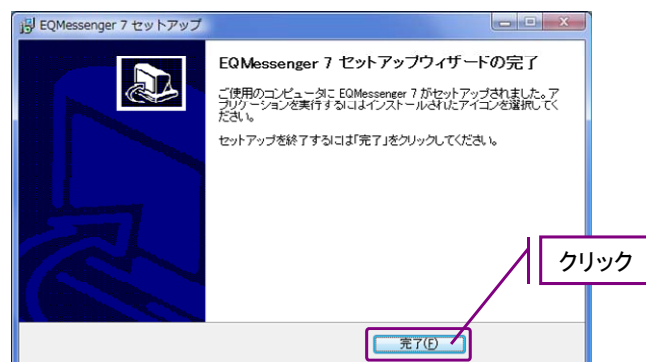 EQMessenger 7 セットアップ
EQMessenger 7 セットアップウィザードの完了
ご使用のコンピュータに EQMessenger 7 がセットアップされました。ア
プリケーションを実行するにはインストールされたアイコンを選択してく
ださい。
セットアップを終了するには「完了」をクリックしてください。
クリック
完了(F)